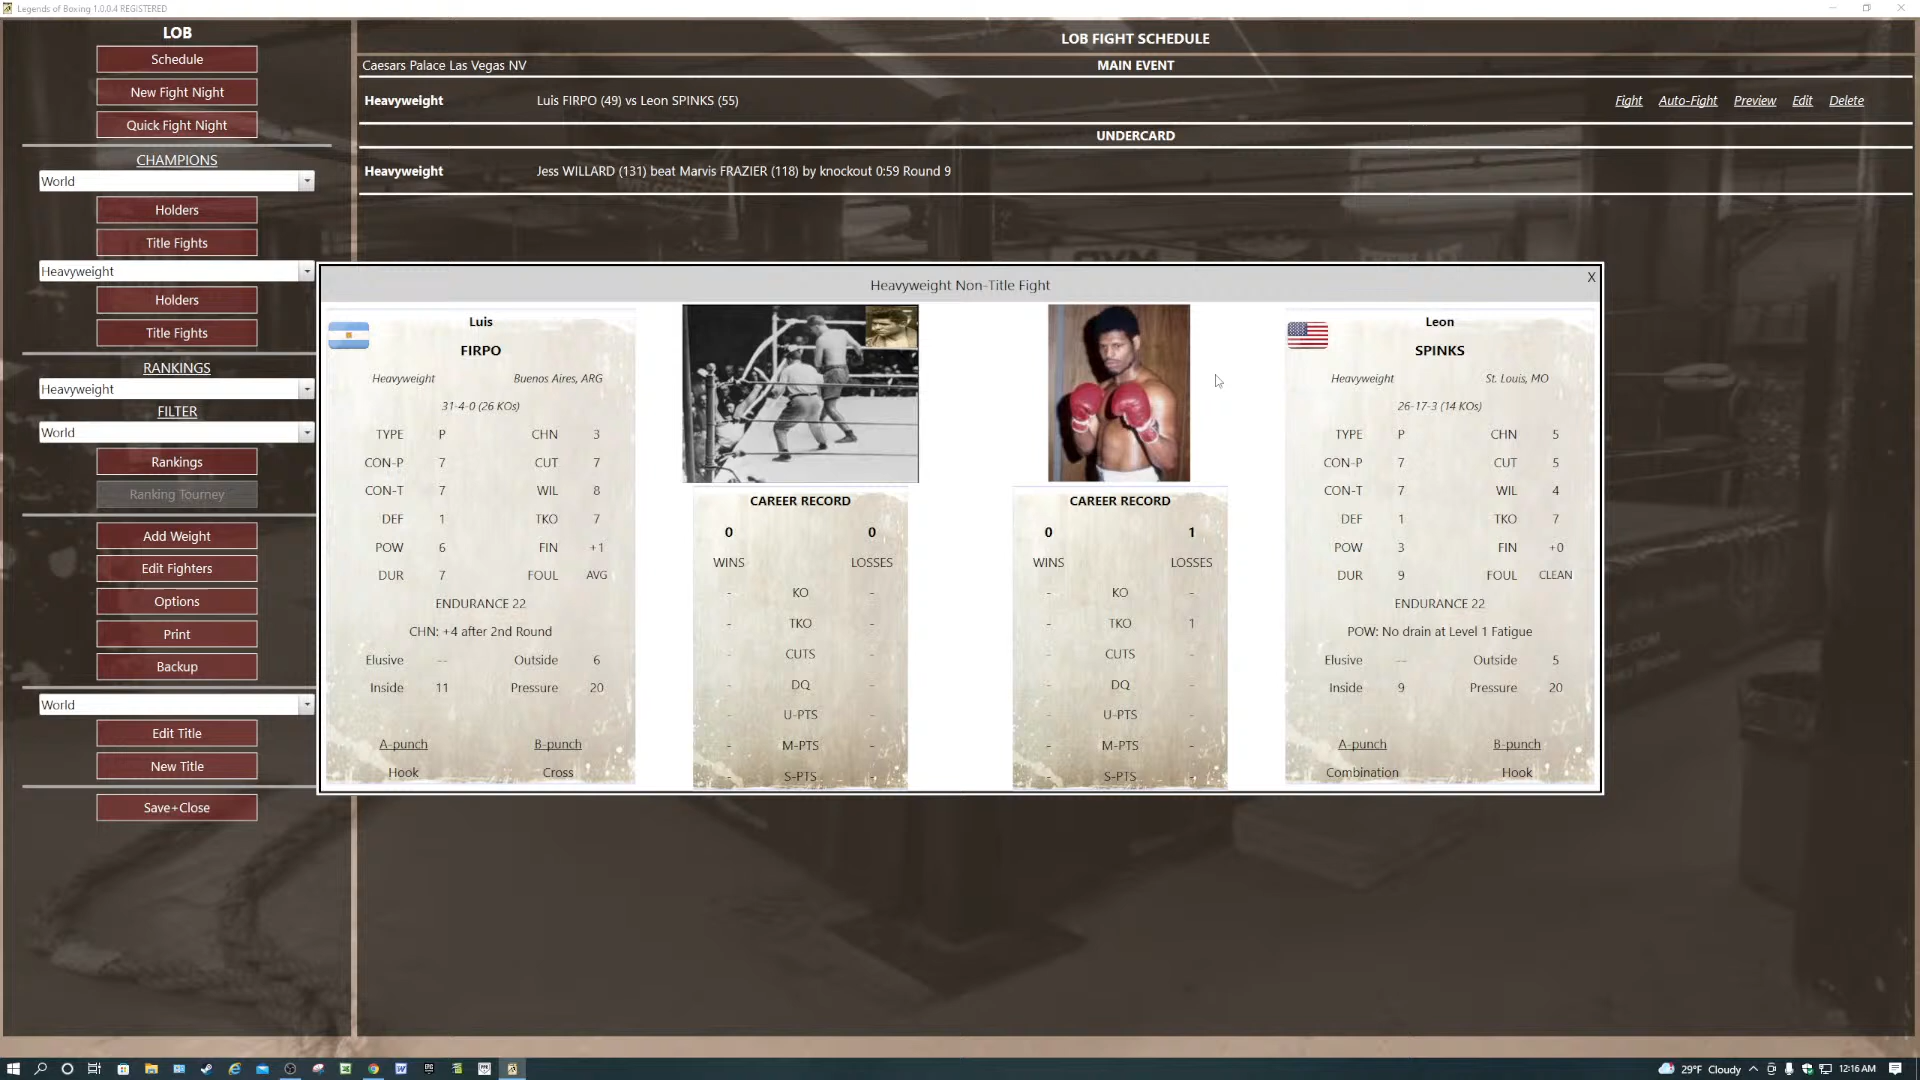 Legends of Boxing 1.0.0.4 REGISTERED
LOB
Schedule
New Fight Night
Quick Fight Night
CHAMPIONS
World
Holders
Title Fights
Heavyweight
Holders
Title Fights
RANKINGS
Heavyweight
FILTER
World
Rankings
Ranking Tourney
Add Weight
Edit Fighters
Options
Print
Backup
World
Edit Title
New Title
Save+Close
LOB FIGHT SCHEDULE
Caesars Palace Las Vegas NV MAIN EVENT
Heavyweight Luis FIRPO (49) vs Leon SPINKS (55) Fight Auto-Fight Preview Edit Delete
UNDERCARD
Heavyweight Jess WILLARD (131) beat Marvis FRAZIER (118) by knockout 0:59 Round 9
Heavyweight Non-Title Fight X
Luis
FIRPO
Heavyweight Buenos Aires, ARG
31-4-0 (26 KOs)
TYPE P CHN 3
CON-P 7 CUT 7
CON-T 7 WIL 8
DEF 1 TKO 7
POW 6 FIN +1
DUR 7 FOUL AVG
ENDURANCE 22
CHN: +4 after 2nd Round
Elusive -- Outside 6
Inside 11 Pressure 20
A-punch B-punch
Hook Cross
CAREER RECORD
0 0
WINS LOSSES
- KO -
- TKO -
- CUTS -
- DQ -
- U-PTS -
- M-PTS -
- S-PTS -
CAREER RECORD
0 1
WINS LOSSES
- KO -
- TKO 1
- CUTS -
- DQ -
- U-PTS -
- M-PTS -
- S-PTS -
Leon
SPINKS
Heavyweight St. Louis, MO
26-17-3 (14 KOs)
TYPE P CHN 5
CON-P 7 CUT 5
CON-T 7 WIL 4
DEF 1 TKO 7
POW 3 FIN +0
DUR 9 FOUL CLEAN
ENDURANCE 22
POW: No drain at Level 1 Fatigue
Elusive -- Outside 5
Inside 9 Pressure 20
A-punch B-punch
Combination Hook
29°F Cloudy 12:16 AM